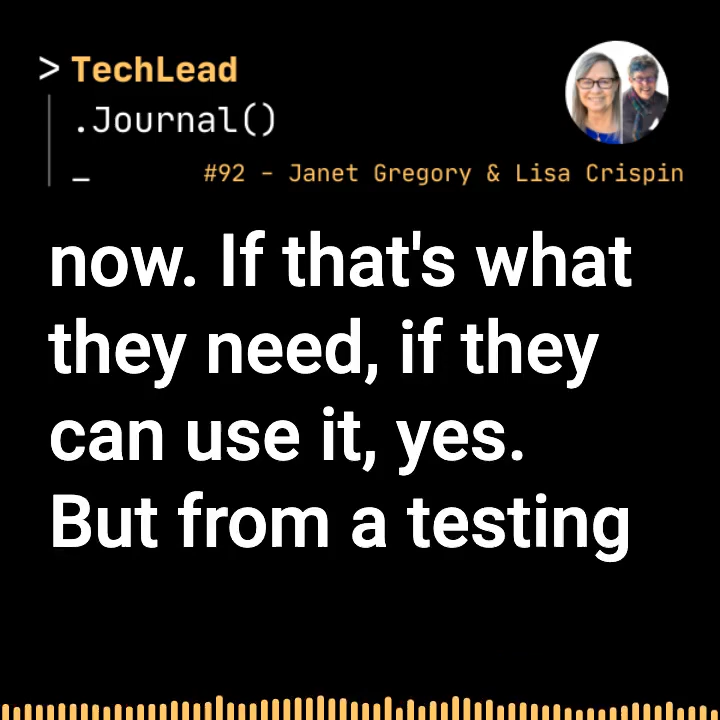 > TechLead
.Journal()
_
#92 - Janet Gregory & Lisa Crispin
now. If that's what
they need, if they
can use it, yes.
But from a testing